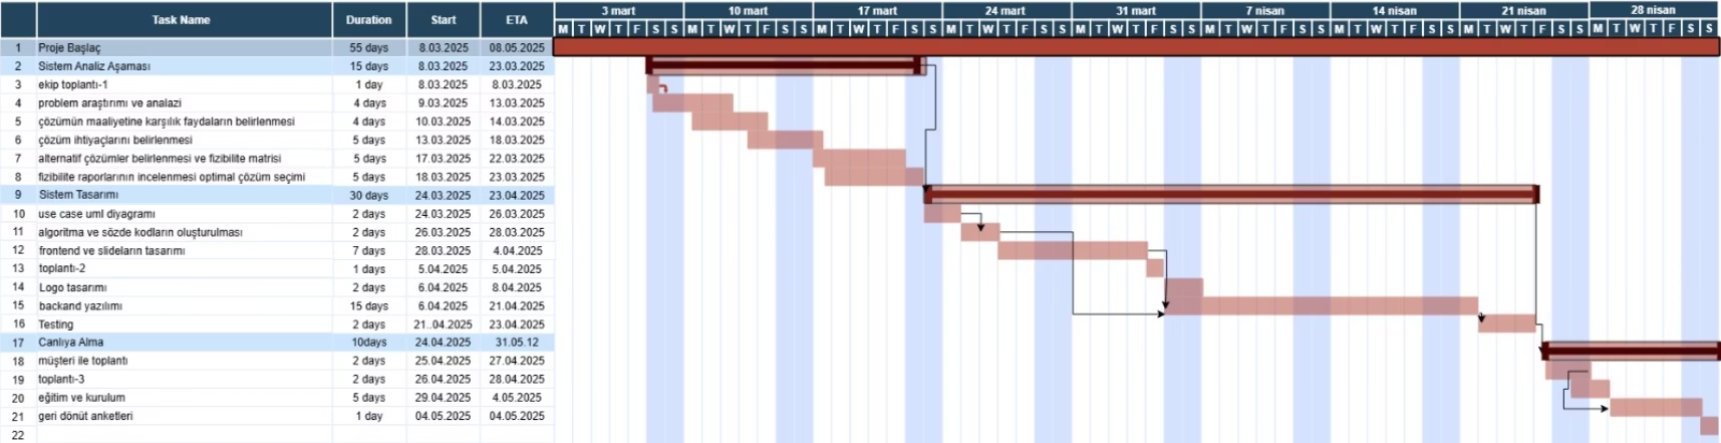 Task Name Duration Start ETA 3 mart 10 mart 17 mart 24 mart 31 mart 7 nisan 14 nisan 21 nisan 28 nisan
M T W T F S S M T W T F S S M T W T F S S M T W T F S S M T W T F S S M T W T F S S M T W T F S S M T W T F S S M T W T F S S
1 Proje Başlaç 55 days 8.03.2025 08.05.2025
2 Sistem Analiz Aşaması 15 days 8.03.2025 23.03.2025
3 ekip toplantı-1 1 day 8.03.2025 8.03.2025
4 problem araştırımı ve analazi 4 days 9.03.2025 13.03.2025
5 çözümün maaliyetine karşılık faydaların belirlenmesi 4 days 10.03.2025 14.03.2025
6 çözüm ihtiyaçlarını belirlenmesi 5 days 13.03.2025 18.03.2025
7 alternatif çözümler belirlenmesi ve fizibilite matrisi 5 days 17.03.2025 22.03.2025
8 fizibilite raporlarının incelenmesi optimal çözüm seçimi 5 days 18.03.2025 23.03.2025
9 Sistem Tasarımı 30 days 24.03.2025 23.04.2025
10 use case uml diyagramı 2 days 24.03.2025 26.03.2025
11 algoritma ve sözde kodların oluşturulması 2 days 26.03.2025 28.03.2025
12 frontend ve slideların tasarımı 7 days 28.03.2025 4.04.2025
13 toplantı-2 1 days 5.04.2025 5.04.2025
14 Logo tasarımı 2 days 6.04.2025 8.04.2025
15 backand yazılımı 15 days 6.04.2025 21.04.2025
16 Testing 2 days 21..04.2025 23.04.2025
17 Canlıya Alma 10days 24.04.2025 31.05.12
18 müşteri ile toplantı 2 days 25.04.2025 27.04.2025
19 toplantı-3 2 days 26.04.2025 28.04.2025
20 eğitim ve kurulum 5 days 29.04.2025 4.05.2025
21 geri dönüt anketleri 1 day 04.05.2025 04.05.2025
22